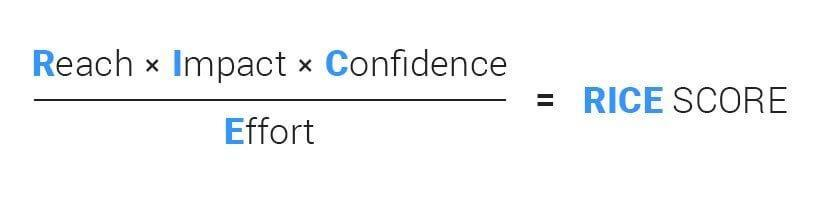 Reach × Impact × Confidence
Effort
= RICE SCORE